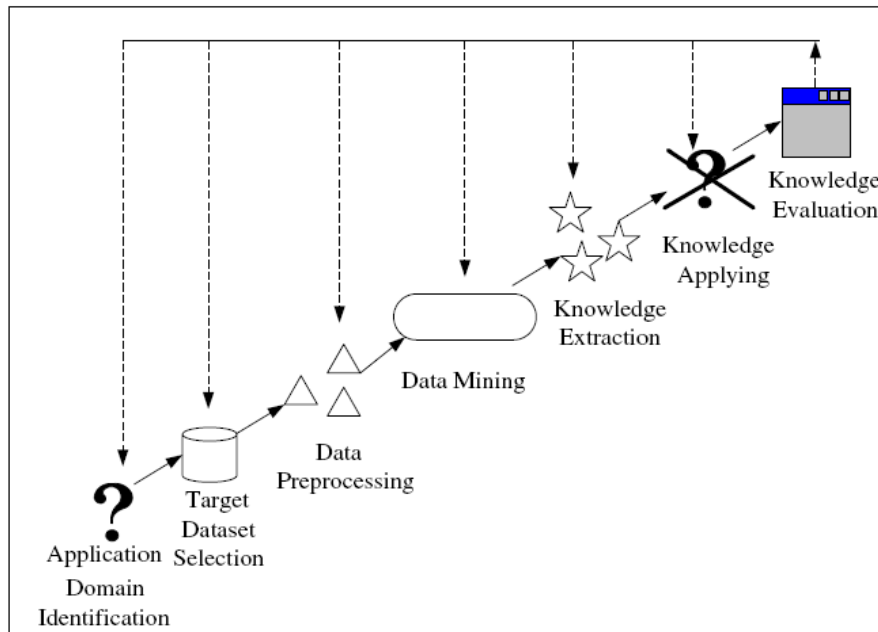 Application
Domain
Identification
Target
Dataset
Selection
Data
Preprocessing
Data Mining
Knowledge
Extraction
Knowledge
Applying
Knowledge
Evaluation